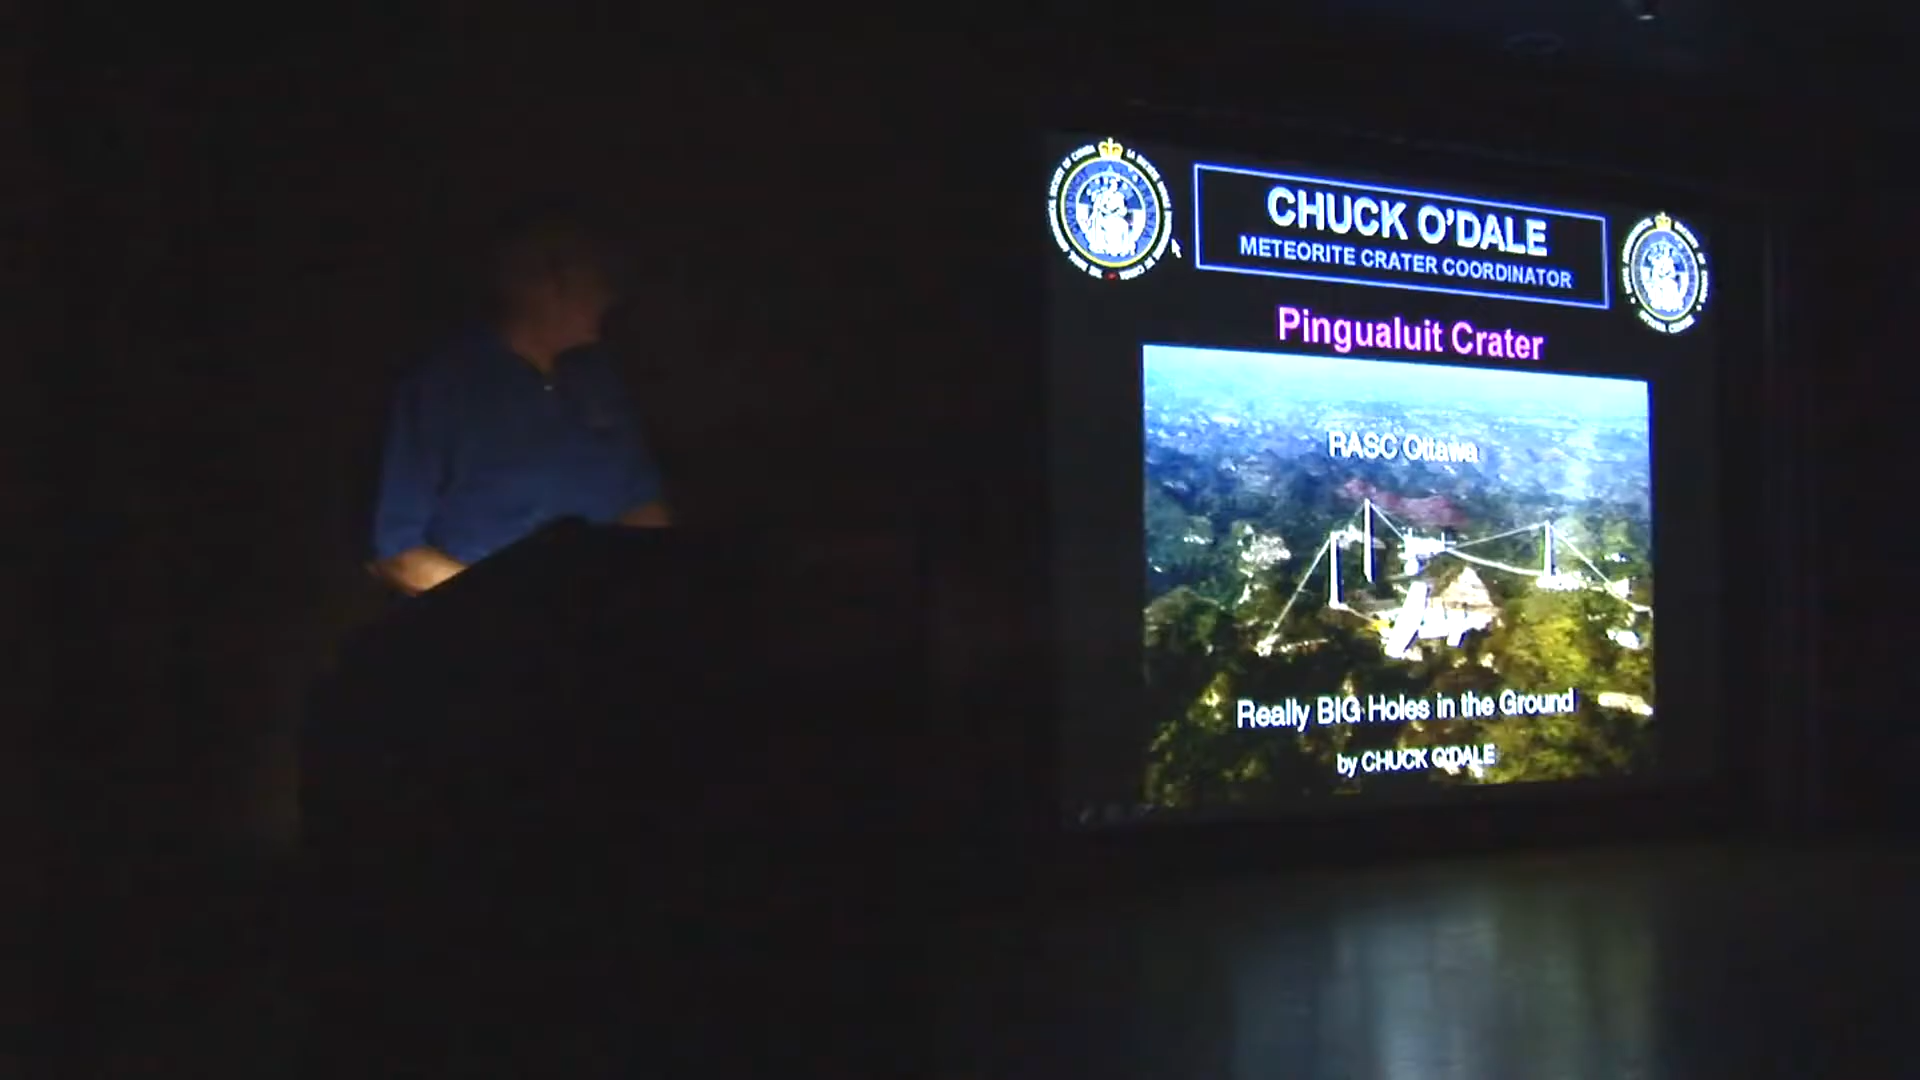 CHUCK O'DALE
METEORITE CRATER COORDINATOR
Pingualuit Crater
RASC Ottawa
Really BIG Holes in the Ground
by CHUCK O'DALE